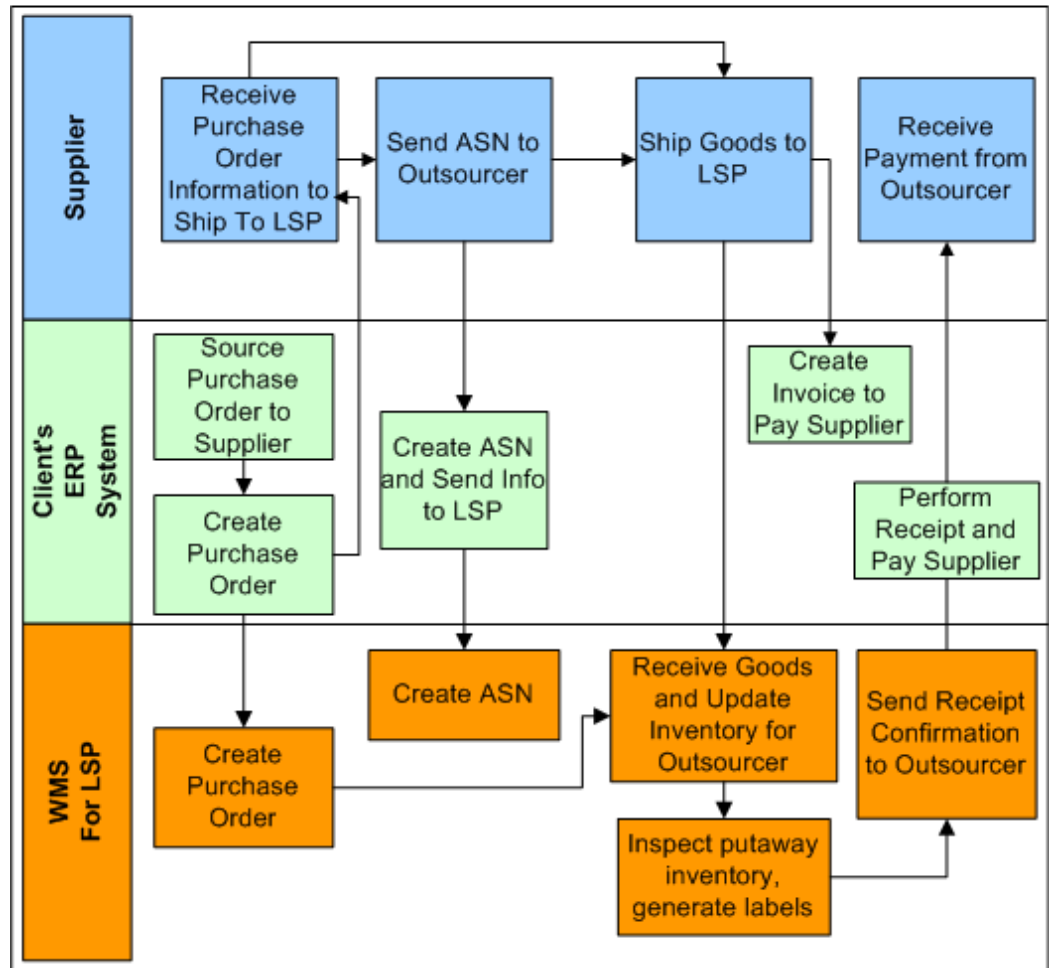 Supplier
Receive
Purchase
Order
Information to
Ship To LSP
Send ASN to
Outsourcer
Ship Goods to
LSP
Receive
Payment from
Outsourcer
Client's
ERP
System
Source
Purchase
Order to
Supplier
Create
Purchase
Order
Create ASN
and Send Info
to LSP
Create
Invoice to
Pay Supplier
Perform
Receipt and
Pay Supplier
WMS
For LSP
Create
Purchase
Order
Create ASN
Receive Goods
and Update
Inventory for
Outsourcer
Inspect putaway
inventory,
generate labels
Send Receipt
Confirmation
to Outsourcer